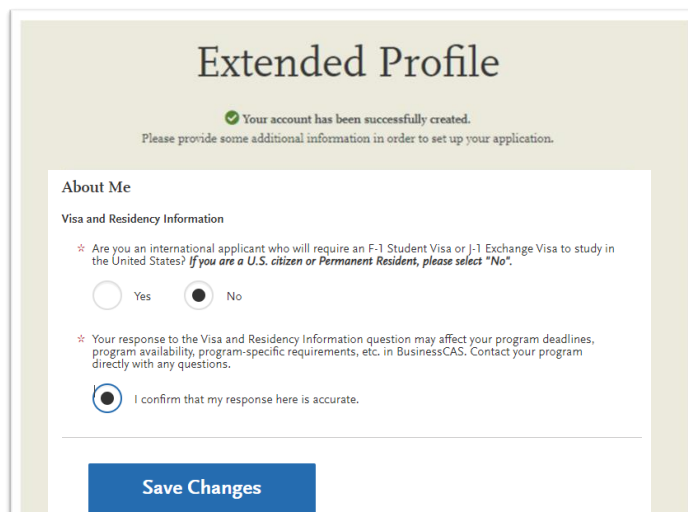 Extended Profile
Your account has been successfully created.
Please provide some additional information in order to set up your application.
About Me
Visa and Residency Information
* Are you an international applicant who will require an F-1 Student Visa or J-1 Exchange Visa to study in
the United States? If you are a U.S. citizen or Permanent Resident, please select "No".
Yes No
* Your response to the Visa and Residency Information question may affect your program deadlines,
program availability, program-specific requirements, etc. in BusinessCAS. Contact your program
directly with any questions.
I confirm that my response here is accurate.
Save Changes